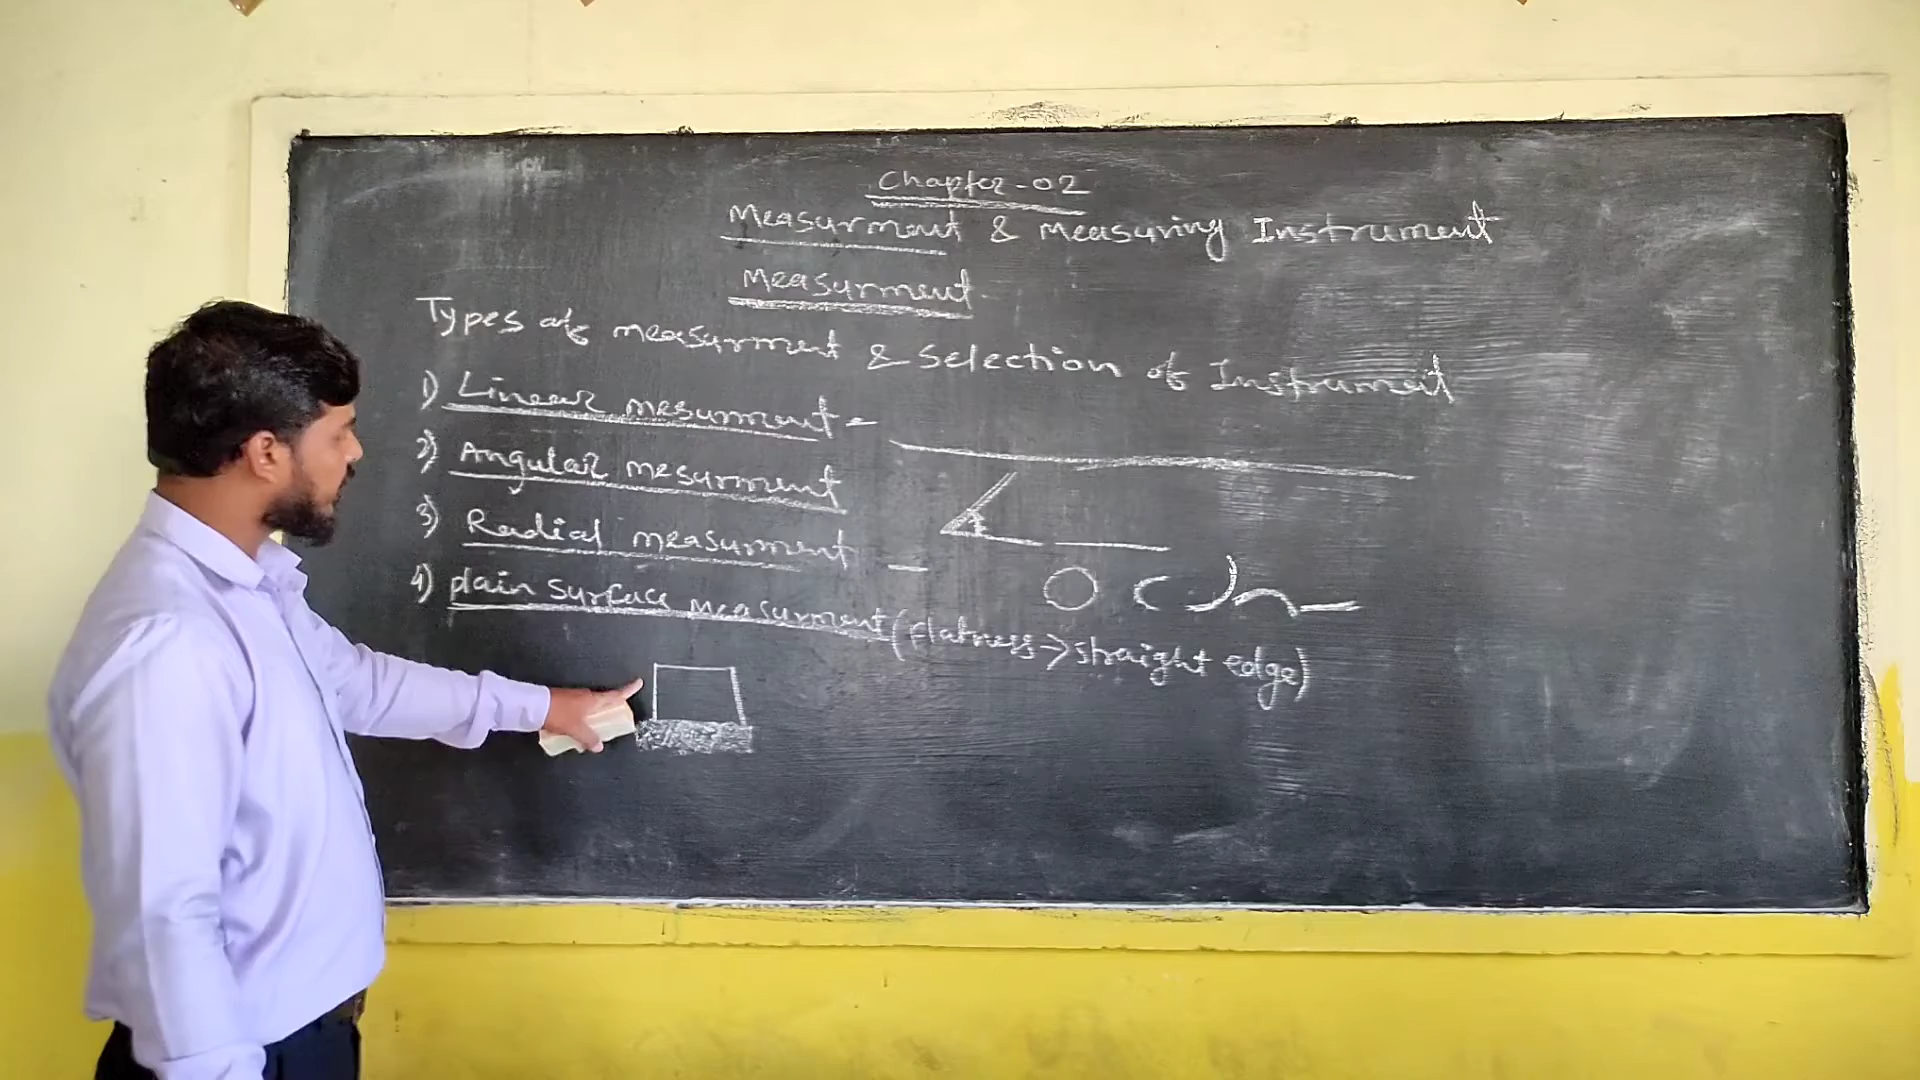 Chapter-02
Measurment & Measuring Instrument
Measurment
Types of measurment & Selection of Instrument
1) Linear mesurment -
2) Angular mesurment
3) Radial measurment -
4) plain surface measurment (flatness → straight edge)